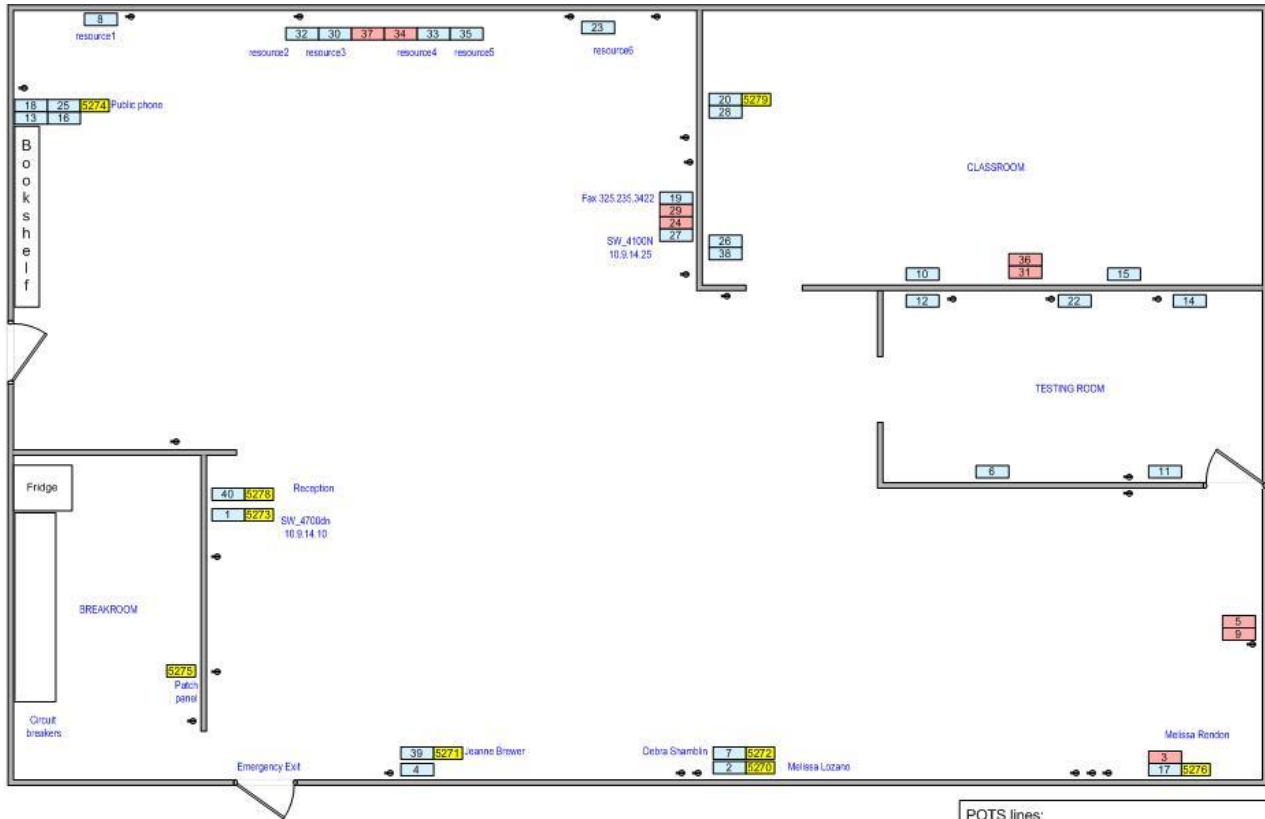 8
resource1
32 30 37 34 33 35
resource2 resource3 resource4 resource5
23
resource6
18 25 5274 Public phone
13 16
Bookshelf
20 5279
28
CLASSROOM
Fax 325.235.3422 19
29
24
SW_4100N 27
10.9.14.25
26
38
10
36
31
15
12 22 14
TESTING ROOM
6 11
Fridge
40 5278 Reception
1 5273 SW_4700dn
10.9.14.10
BREAKROOM
5
9
5275
Patch
panel
Circuit
breakers
Emergency Exit
39 5271 Jeanne Brewer
4
Debra Shamblin 7 5272
2 5270 Melissa Lozano
Melissa Rendon
3
17 5276
POTS lines: